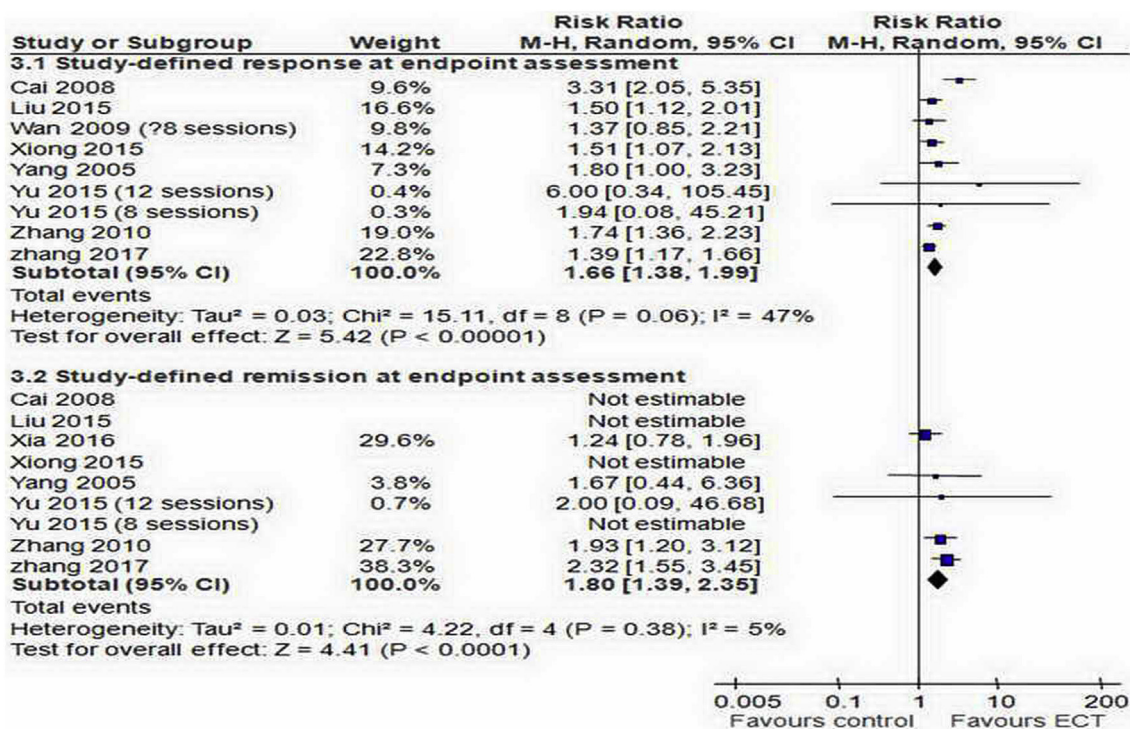 Risk Ratio Risk Ratio
Study or Subgroup Weight M-H, Random, 95% CI M-H, Random, 95% CI
3.1 Study-defined response at endpoint assessment
Cai 2008 9.6% 3.31 [2.05, 5.35]
Liu 2015 16.6% 1.50 [1.12, 2.01]
Wan 2009 (?8 sessions) 9.8% 1.37 [0.85, 2.21]
Xiong 2015 14.2% 1.51 [1.07, 2.13]
Yang 2005 7.3% 1.80 [1.00, 3.23]
Yu 2015 (12 sessions) 0.4% 6.00 [0.34, 105.45]
Yu 2015 (8 sessions) 0.3% 1.94 [0.08, 45.21]
Zhang 2010 19.0% 1.74 [1.36, 2.23]
zhang 2017 22.8% 1.39 [1.17, 1.66]
Subtotal (95% CI) 100.0% 1.66 [1.38, 1.99]
Total events
Heterogeneity: Tau² = 0.03; Chi² = 15.11, df = 8 (P = 0.06); I² = 47%
Test for overall effect: Z = 5.42 (P < 0.00001)
3.2 Study-defined remission at endpoint assessment
Cai 2008 Not estimable
Liu 2015 Not estimable
Xia 2016 29.6% 1.24 [0.78, 1.96]
Xiong 2015 Not estimable
Yang 2005 3.8% 1.67 [0.44, 6.36]
Yu 2015 (12 sessions) 0.7% 2.00 [0.09, 46.68]
Yu 2015 (8 sessions) Not estimable
Zhang 2010 27.7% 1.93 [1.20, 3.12]
zhang 2017 38.3% 2.32 [1.55, 3.45]
Subtotal (95% CI) 100.0% 1.80 [1.39, 2.35]
Total events
Heterogeneity: Tau² = 0.01; Chi² = 4.22, df = 4 (P = 0.38); I² = 5%
Test for overall effect: Z = 4.41 (P < 0.0001)
0.005 0.1 1 10 200
Favours control Favours ECT